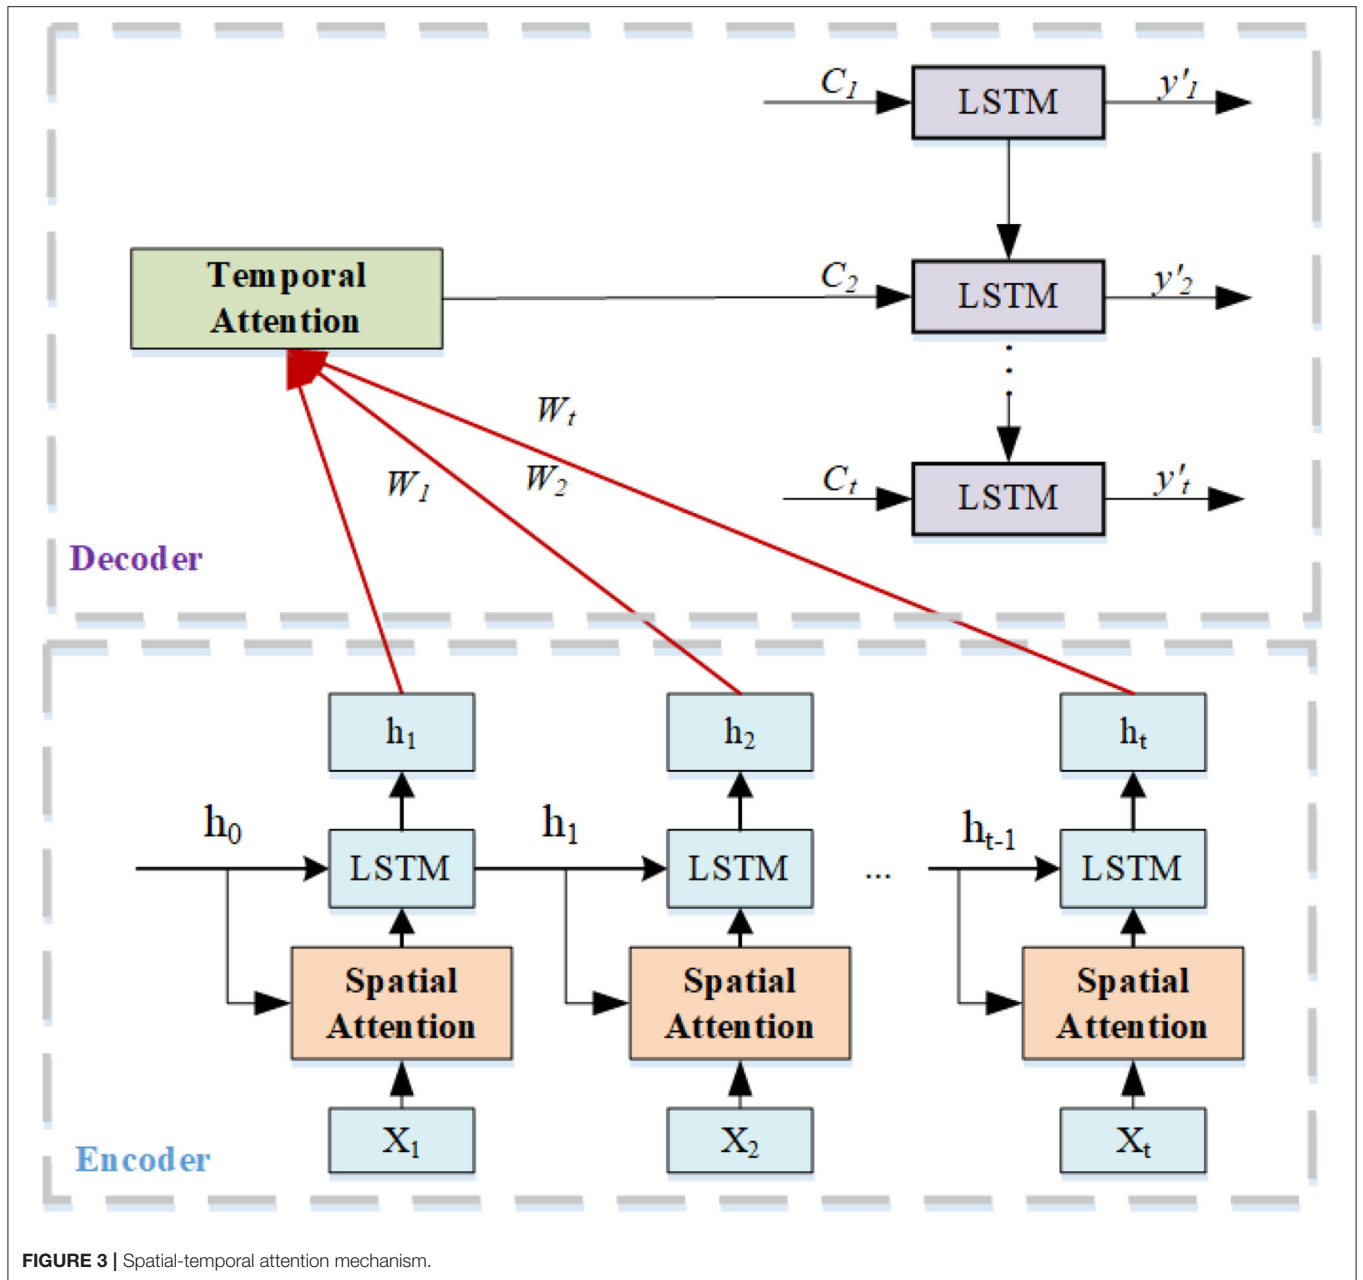 C₁ LSTM y'₁
Temporal
Attention
C₂ LSTM y'₂
Wₜ
W₁ W₂
Cₜ LSTM y'ₜ
Decoder
h₁ h₂ hₜ
h₀ LSTM h₁ LSTM ... hₜ₋₁ LSTM
Spatial Spatial Spatial
Attention Attention Attention
X₁ X₂ Xₜ
Encoder
FIGURE 3 | Spatial-temporal attention mechanism.